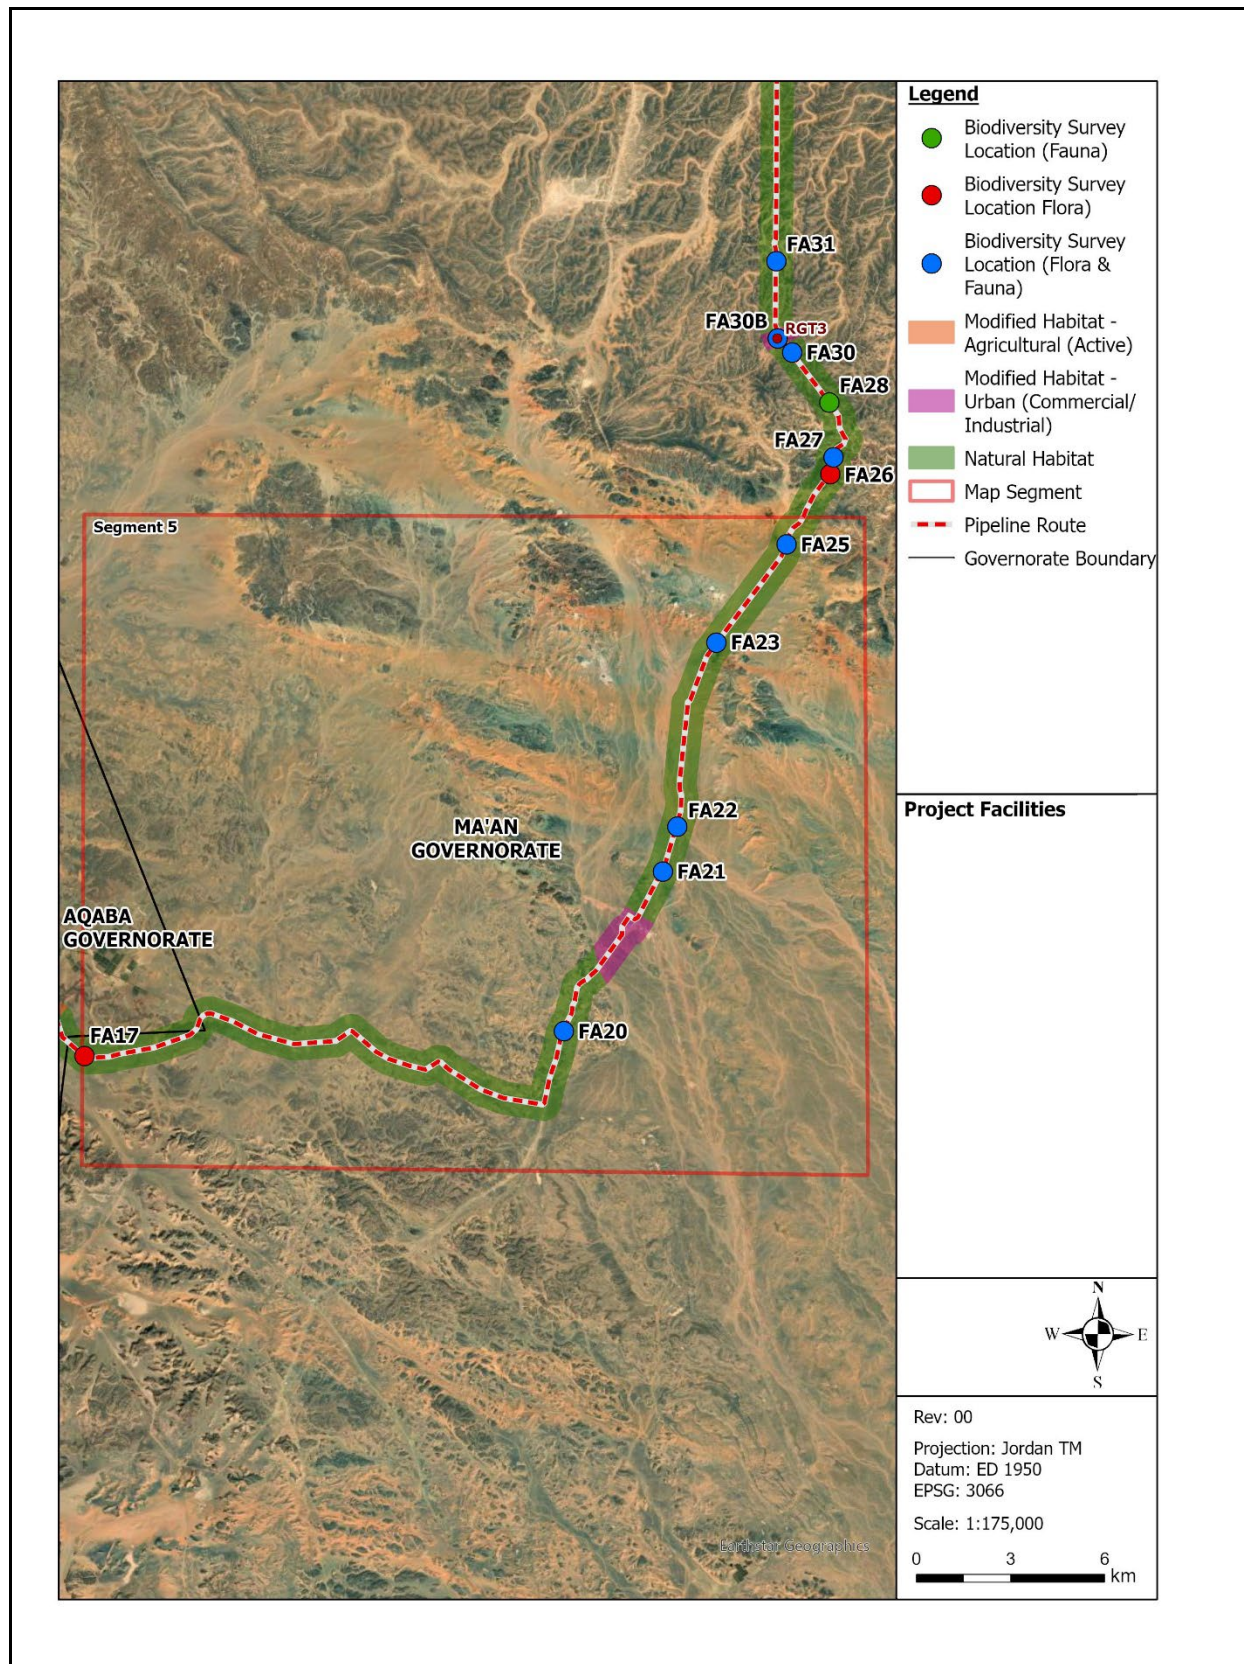 FA31
FA30B
RGT3
FA30
FA28
FA27
FA26
Segment 5
FA25
FA23
FA22
MA'AN
GOVERNORATE
FA21
AQABA
GOVERNORATE
FA17
FA20
Earthstar Geographics
Legend
Biodiversity Survey
Location (Fauna)
Biodiversity Survey
Location Flora)
Biodiversity Survey
Location (Flora &
Fauna)
Modified Habitat -
Agricultural (Active)
Modified Habitat -
Urban (Commercial/
Industrial)
Natural Habitat
Map Segment
Pipeline Route
Governorate Boundary
Project Facilities
N
W E
S
Rev: 00
Projection: Jordan TM
Datum: ED 1950
EPSG: 3066
Scale: 1:175,000
0 3 6
km